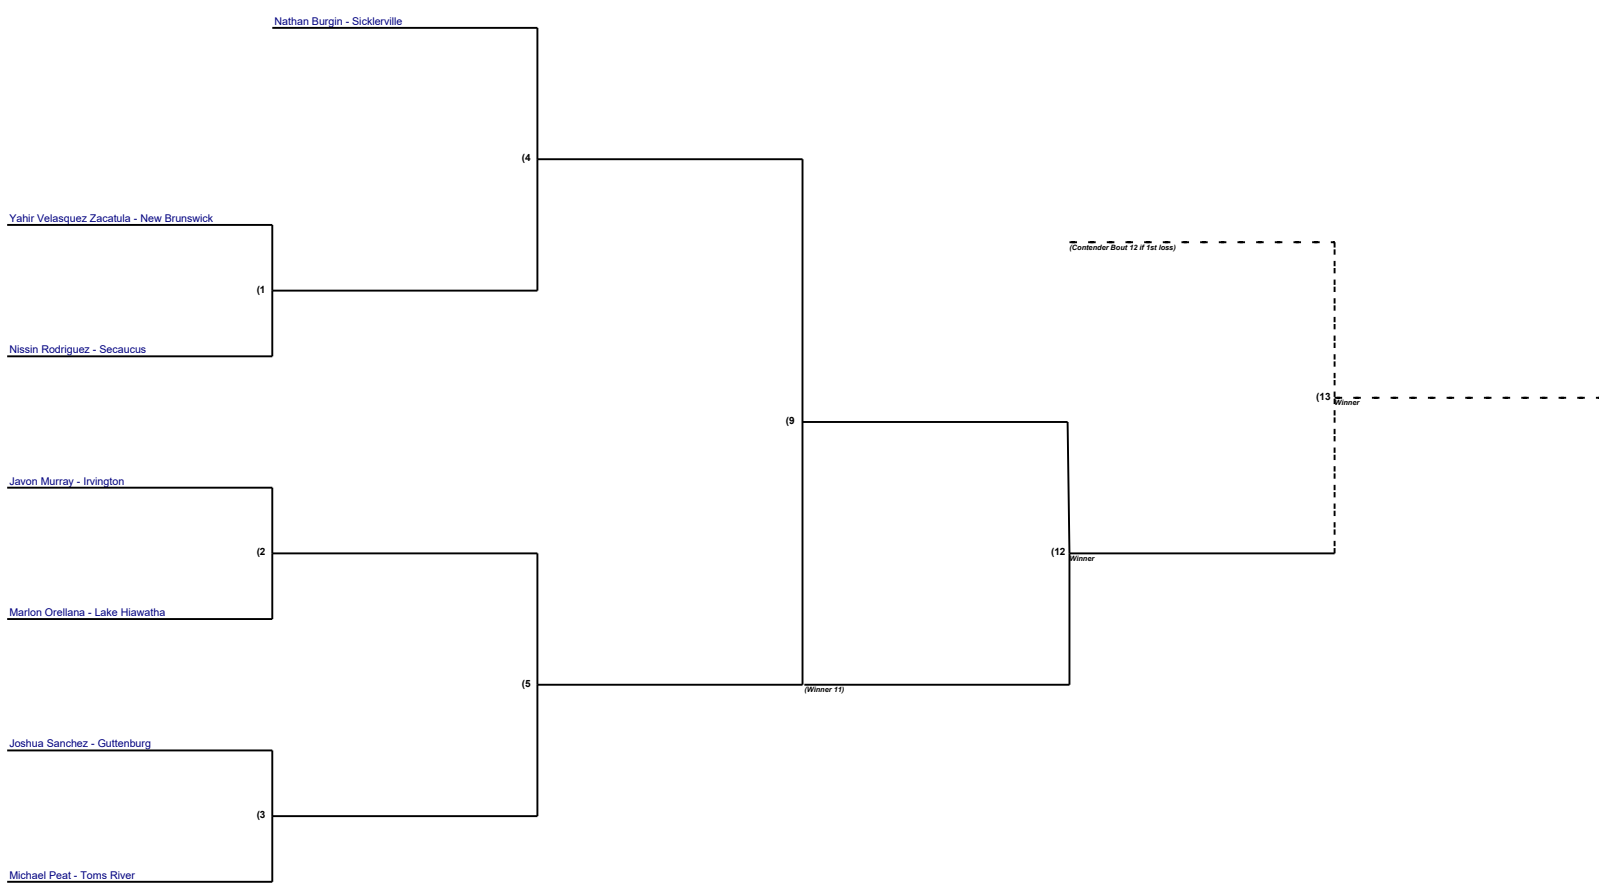 Nathan Burgin - Sicklerville
(4
Yahir Velasquez Zacatula - New Brunswick
(Contender Bout 12 if 1st loss)
(1
Nissin Rodriguez - Secaucus
(13
Winner
(9
Javon Murray - Irvington
(2
(12
Winner
Marlon Orellana - Lake Hiawatha
(5
(Winner 11)
Joshua Sanchez - Guttenburg
(3
Michael Peat - Toms River